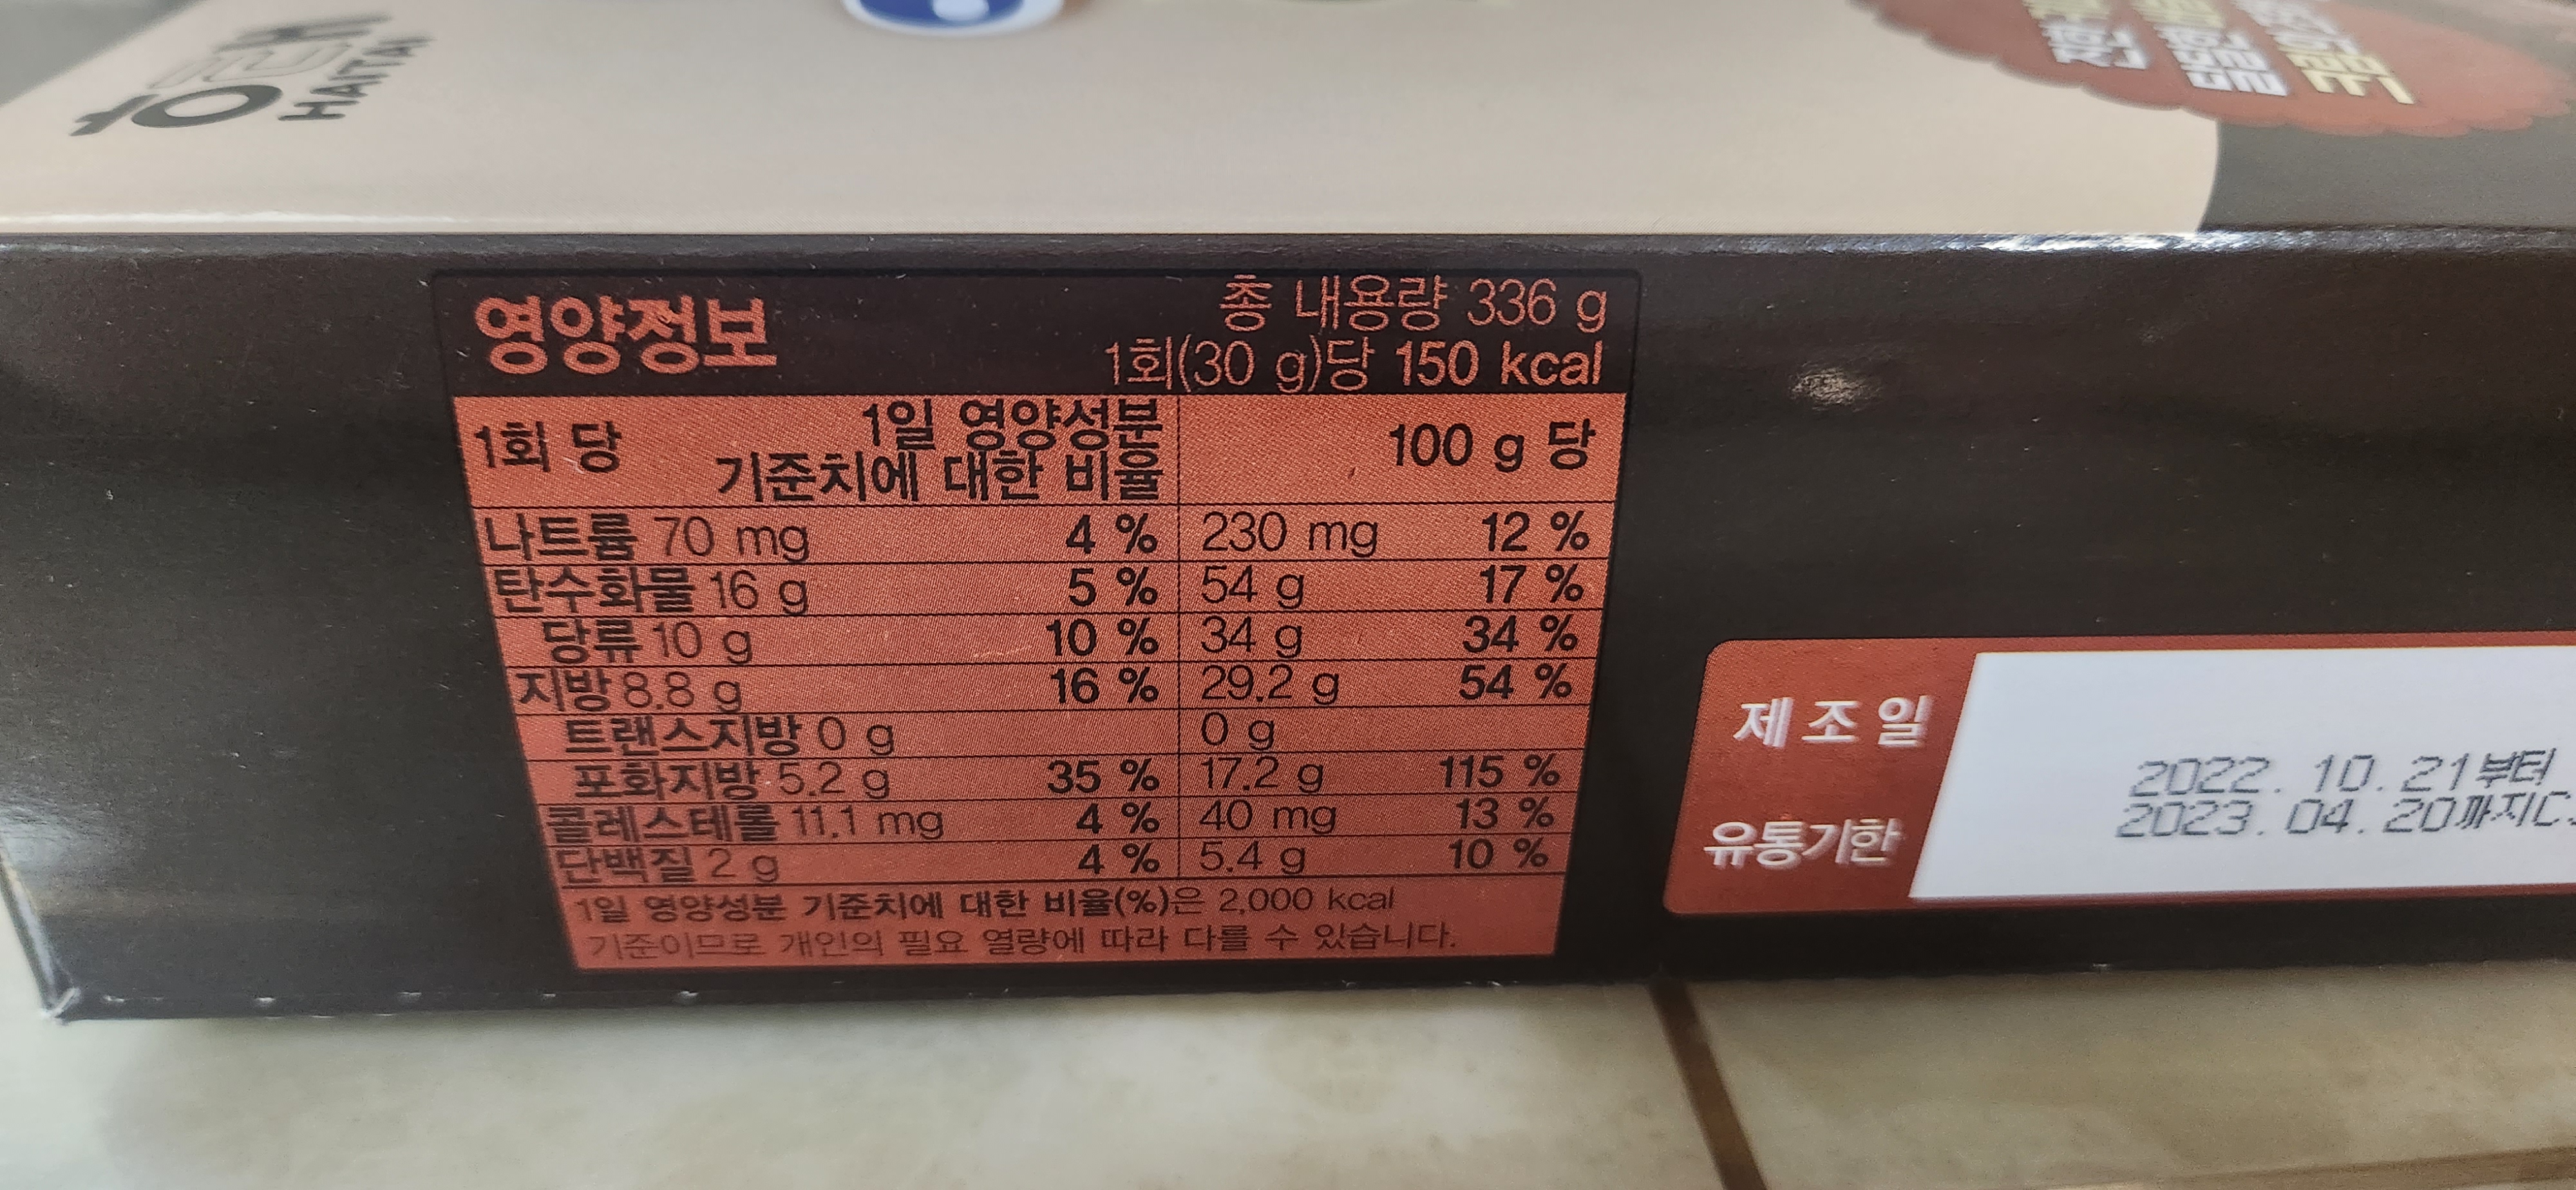 해태
HAITAI
영양정보
총 내용량 336 g
1회(30 g)당 150 kcal
1회 당
1일 영양성분
기준치에 대한 비율
100 g 당
나트륨 70 mg 4 % 230 mg 12 %
탄수화물 16 g 5 % 54 g 17 %
당류 10 g 10 % 34 g 34 %
지방 8.8 g 16 % 29.2 g 54 %
트랜스지방 0 g 0 g
포화지방 5.2 g 35 % 17.2 g 115 %
콜레스테롤 11.1 mg 4 % 40 mg 13 %
단백질 2 g 4 % 5.4 g 10 %
1일 영양성분 기준치에 대한 비율(%)은 2,000 kcal
기준이므로 개인의 필요 열량에 따라 다를 수 있습니다.
제조일
유통기한
2022. 10. 21부터
2023. 04. 20까지C